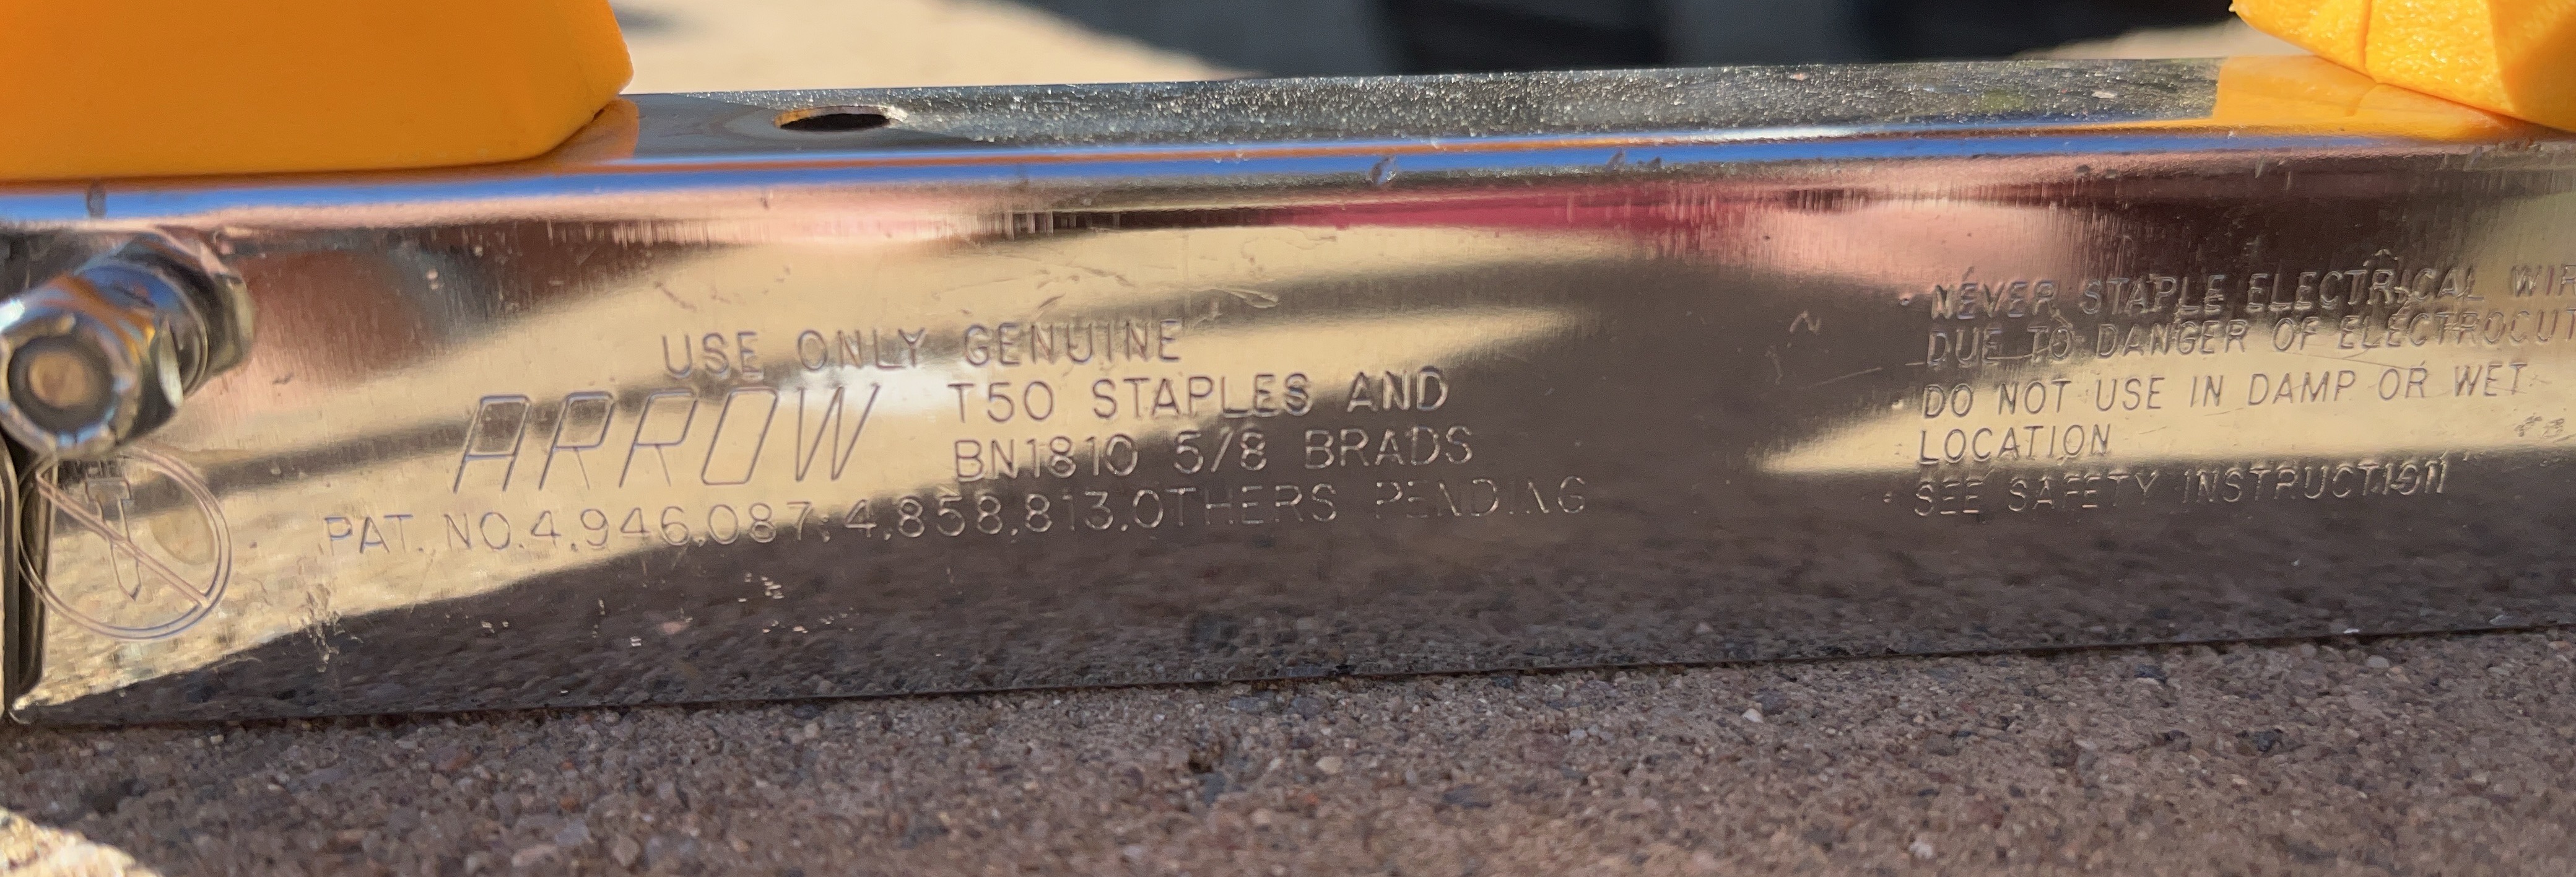 USE ONLY GENUINE
ARROW T50 STAPLES AND
BN1810 5/8 BRADS
PAT. NO. 4,946,087; 4,858,813,OTHERS PENDING
NEVER STAPLE ELECTRICAL
DUE TO DANGER OF
DO NOT USE IN DAMP OR WET
LOCATION
SEE SAFETY INSTRUCTION